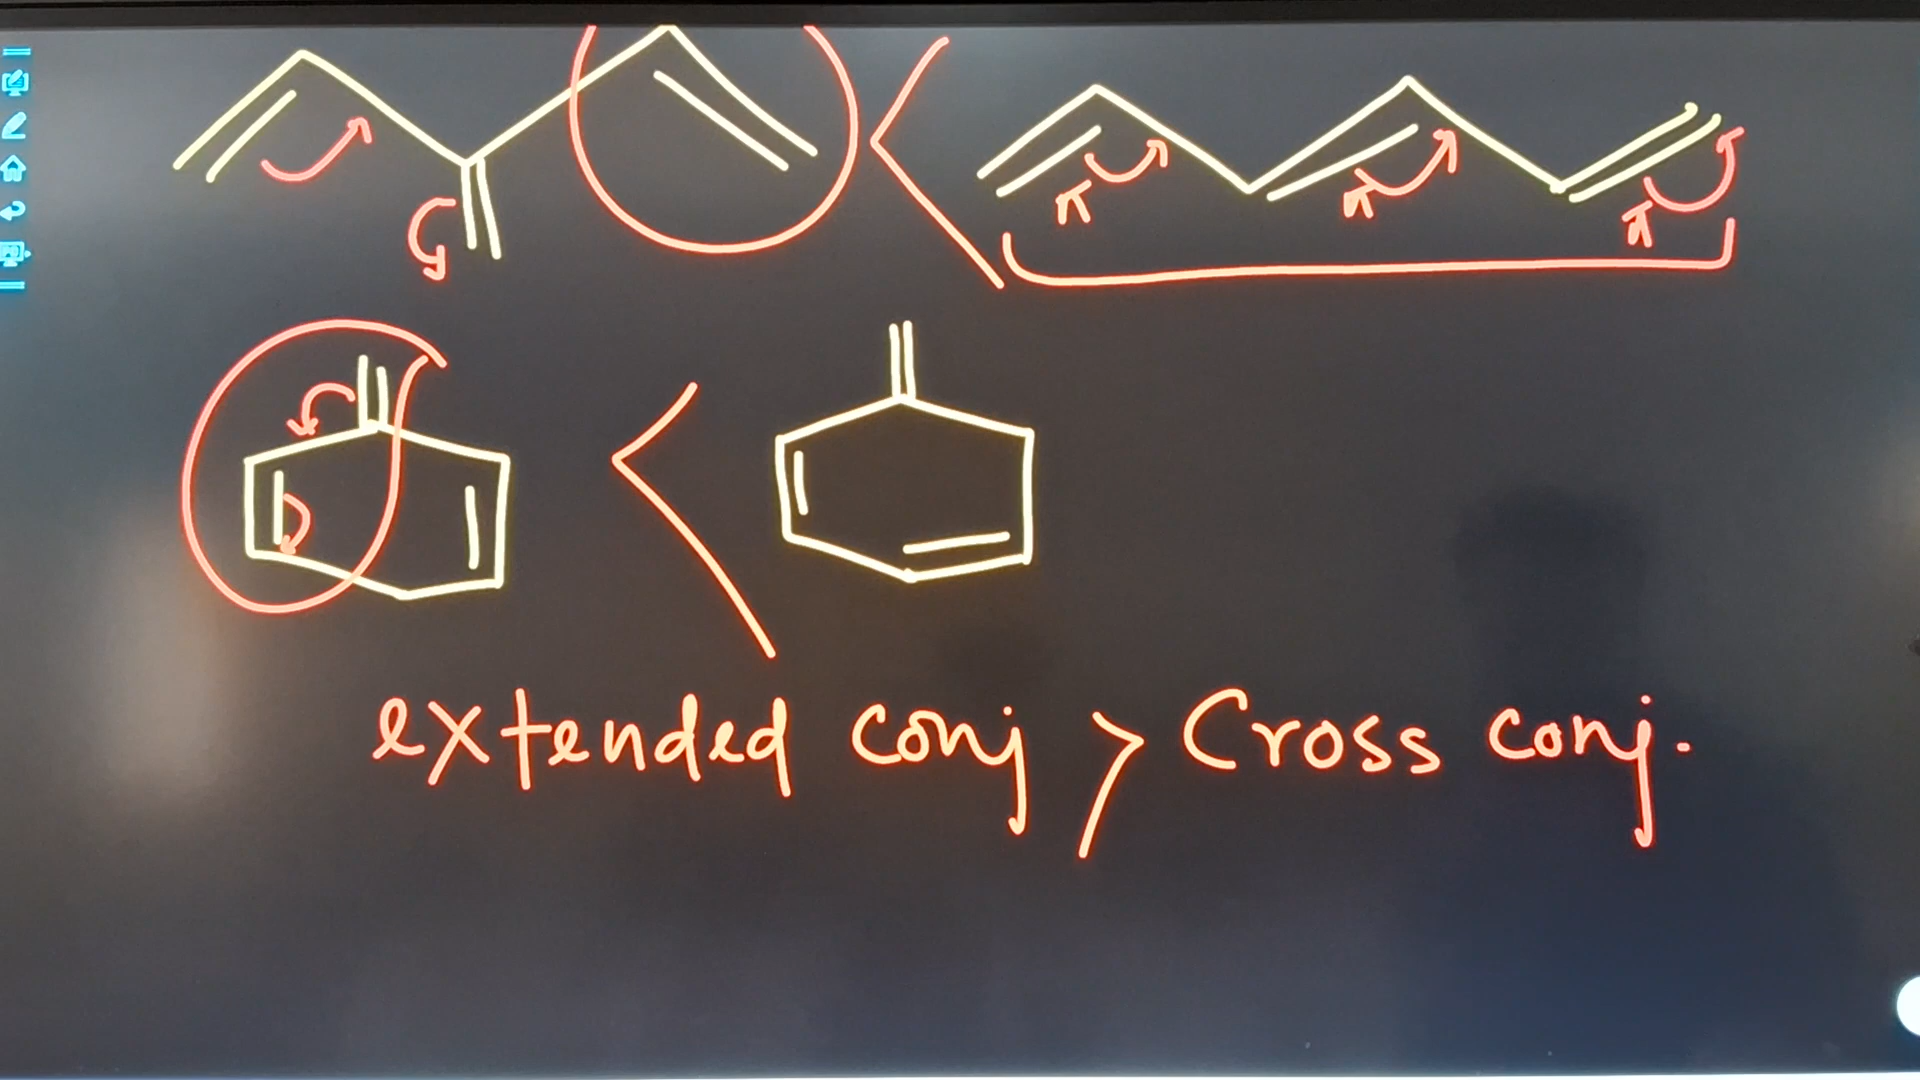 π π π
extended conj > Cross conj.